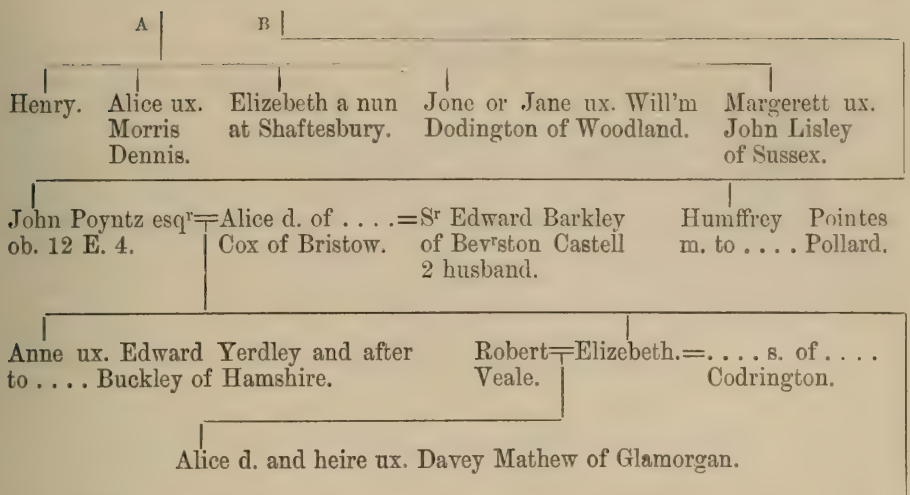 A B
Henry. Alice ux. Elizebeth a nun Jone or Jane ux. Will'm Margerett ux.
Morris at Shaftesbury. Dodington of Woodland. John Lisley
Dennis. of Sussex.
John Poyntz esqʳ=Alice d. of . . . .=Sʳ Edward Barkley Humffrey Pointes
ob. 12 E. 4. Cox of Bristow. of Bevʳston Castell m. to . . . . Pollard.
2 husband.
Anne ux. Edward Yerdley and after Robert=Elizebeth.=. . . . s. of . . . .
to . . . . Buckley of Hamshire. Veale. Codrington.
Alice d. and heire ux. Davey Mathew of Glamorgan.